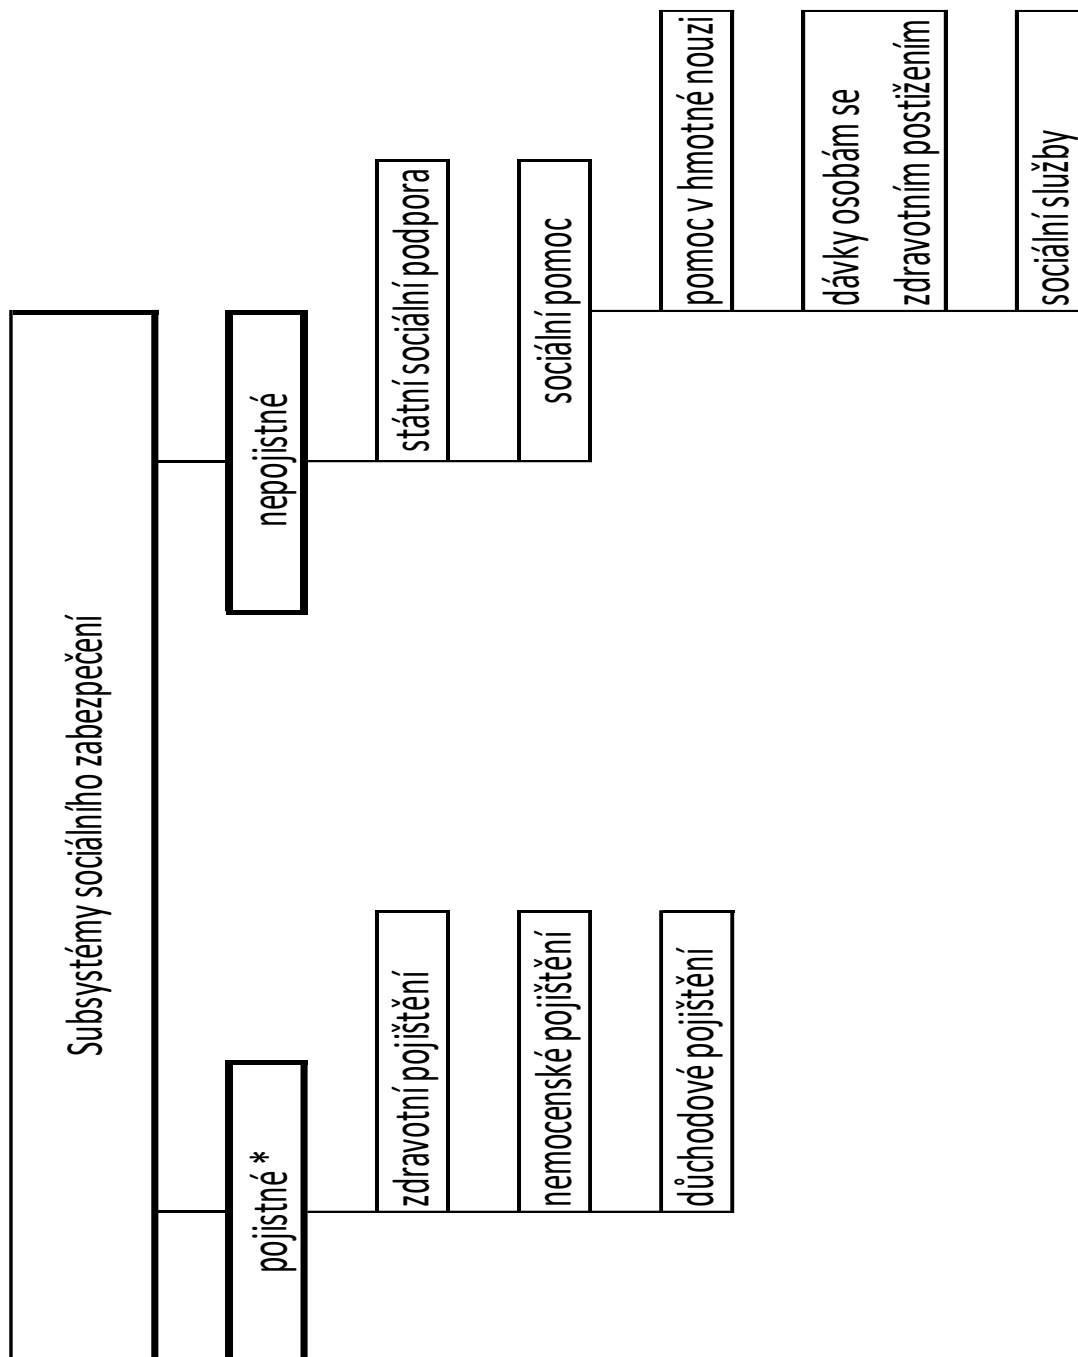 Subsystémy sociálního zabezpečení
pojistné *
zdravotní pojištění
nemocenské pojištění
důchodové pojištění
nepojistné
státní sociální podpora
sociální pomoc
pomoc v hmotné nouzi
dávky osobám se
zdravotním postižením
sociální služby